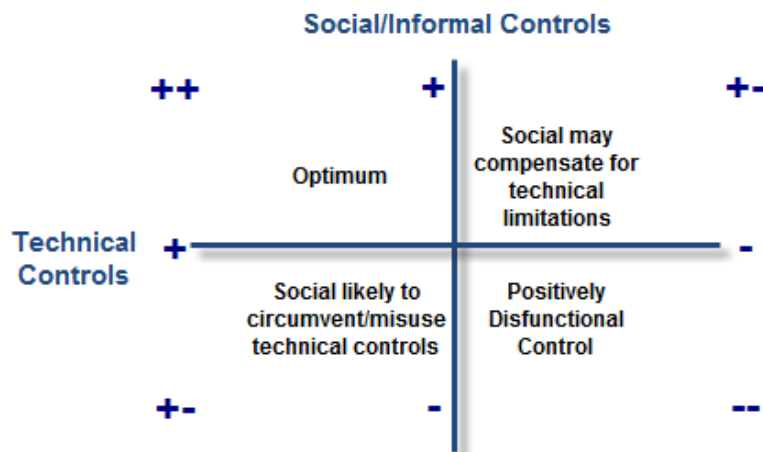 Social/Informal Controls
++
+
+-
Optimum
Social may
compensate for
technical
limitations
Technical
Controls
+
-
Social likely to
circumvent/misuse
technical controls
Positively
Disfunctional
Control
+-
-
--